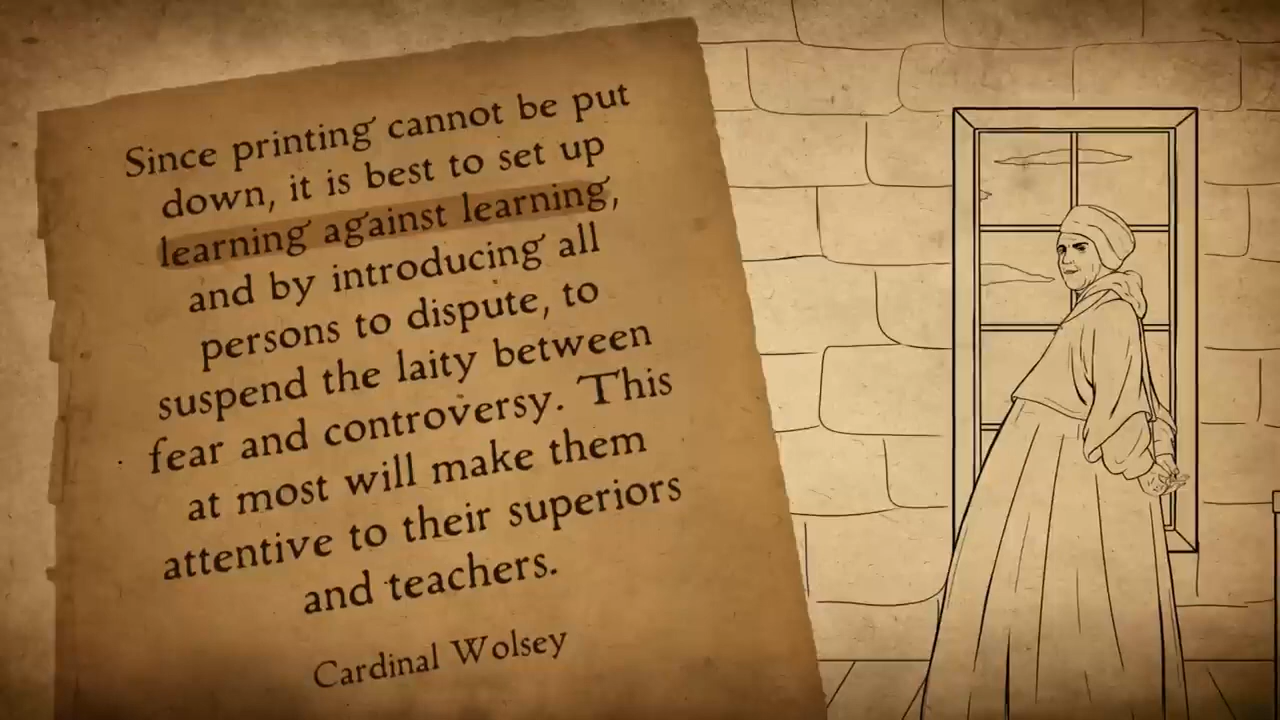 Since printing cannot be put
down, it is best to set up
learning against learning,
and by introducing all
persons to dispute, to
suspend the laity between
fear and controversy. This
at most will make them
attentive to their superiors
and teachers.
Cardinal Wolsey